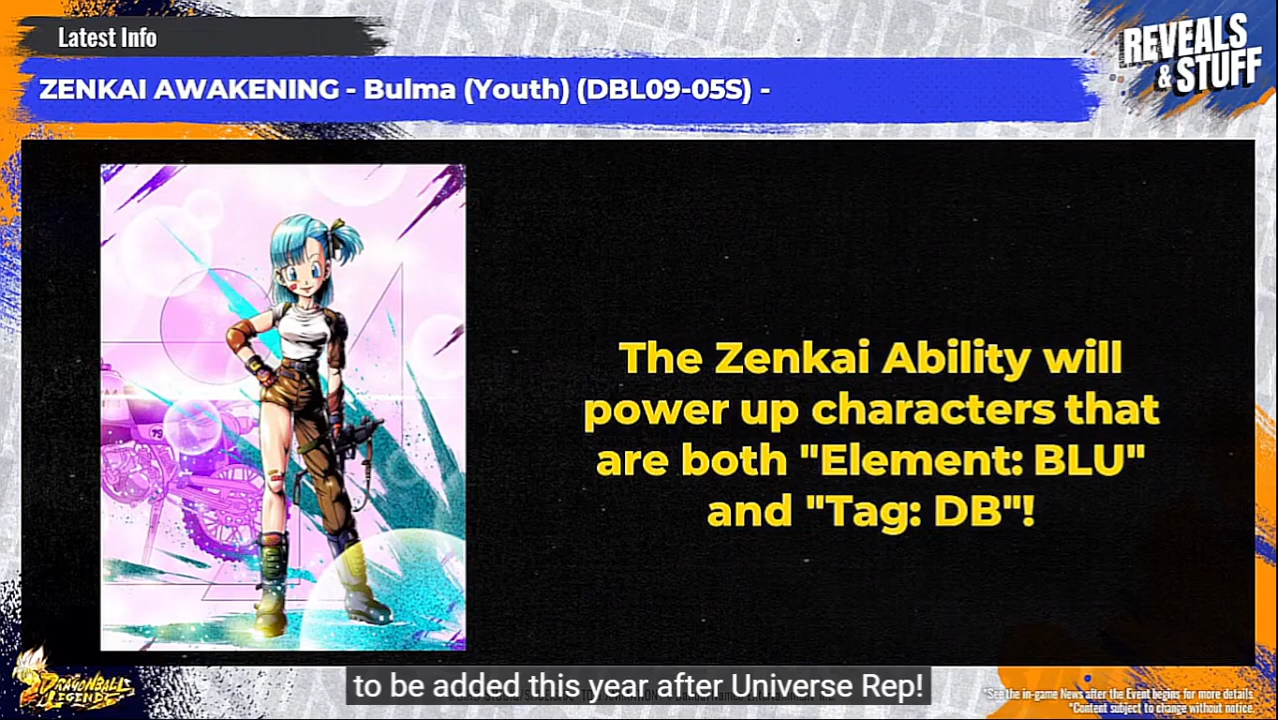 Latest Info
REVEALS
& STUFF
ZENKAI AWAKENING - Bulma (Youth) (DBL09-05S) -
The Zenkai Ability will
power up characters that
are both "Element: BLU"
and "Tag: DB"!
to be added this year after Universe Rep!
DRAGONBALL
LEGENDS
*See the in-game News after the Event begins for more details.
*Content subject to change without notice.